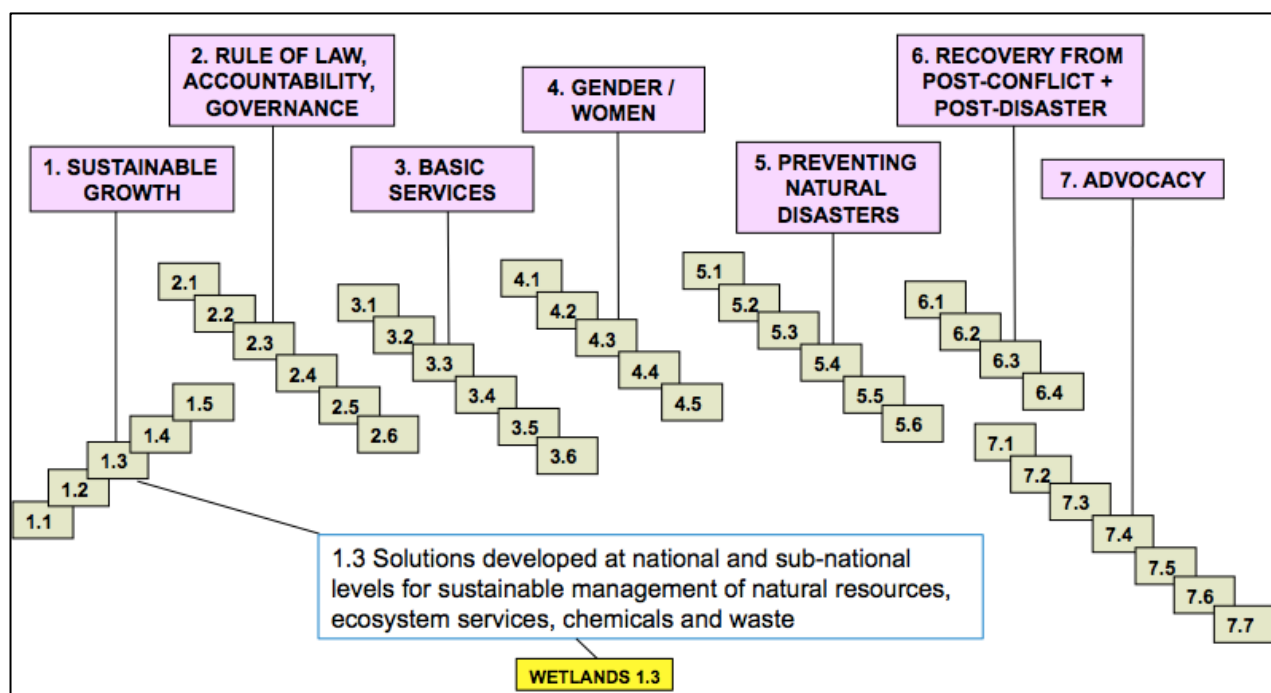 1. SUSTAINABLE
GROWTH
2. RULE OF LAW,
ACCOUNTABILITY,
GOVERNANCE
3. BASIC
SERVICES
4. GENDER /
WOMEN
5. PREVENTING
NATURAL
DISASTERS
6. RECOVERY FROM
POST-CONFLICT +
POST-DISASTER
7. ADVOCACY
1.1
1.2
1.3
1.4
1.5
2.1
2.2
2.3
2.4
2.5
2.6
3.1
3.2
3.3
3.4
3.5
3.6
4.1
4.2
4.3
4.4
4.5
5.1
5.2
5.3
5.4
5.5
5.6
6.1
6.2
6.3
6.4
7.1
7.2
7.3
7.4
7.5
7.6
7.7
1.3 Solutions developed at national and sub-national
levels for sustainable management of natural resources,
ecosystem services, chemicals and waste
WETLANDS 1.3